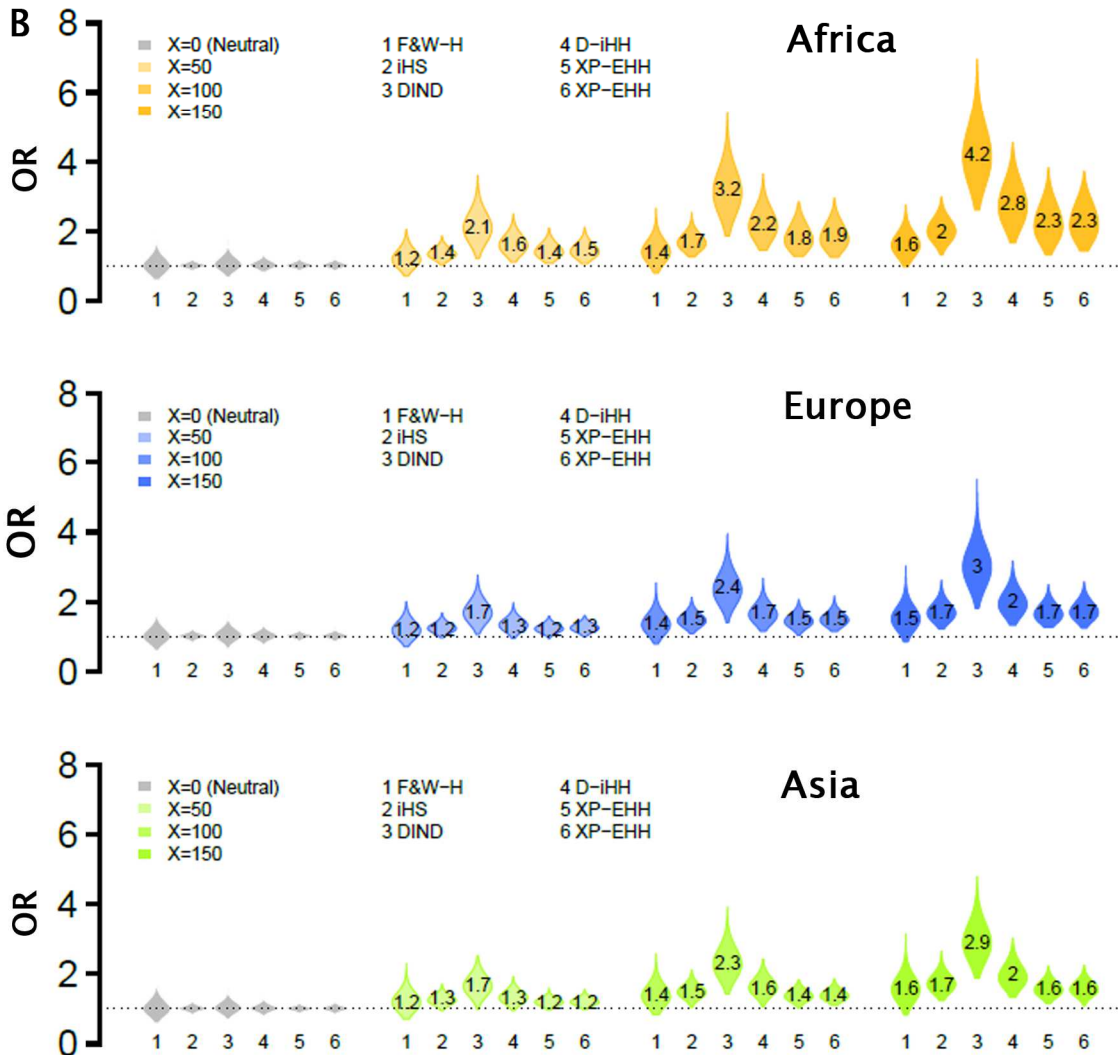 B
Africa
8
6
4
2
0
OR
X=0 (Neutral) 1 F&W−H 4 D−iHH
X=50 2 iHS 5 XP−EHH
X=100 3 DIND 6 XP−EHH
X=150
1.2 1.4 2.1 1.6 1.4 1.5
1.4 1.7 3.2 2.2 1.8 1.9
1.6 2 4.2 2.8 2.3 2.3
1 2 3 4 5 6 1 2 3 4 5 6 1 2 3 4 5 6 1 2 3 4 5 6
Europe
8
6
4
2
0
OR
X=0 (Neutral) 1 F&W−H 4 D−iHH
X=50 2 iHS 5 XP−EHH
X=100 3 DIND 6 XP−EHH
X=150
1.2 1.2 1.7 1.3 1.2 1.3
1.4 1.5 2.4 1.7 1.5 1.5
1.5 1.7 3 2 1.7 1.7
1 2 3 4 5 6 1 2 3 4 5 6 1 2 3 4 5 6 1 2 3 4 5 6
Asia
8
6
4
2
0
OR
X=0 (Neutral) 1 F&W−H 4 D−iHH
X=50 2 iHS 5 XP−EHH
X=100 3 DIND 6 XP−EHH
X=150
1.2 1.3 1.7 1.3 1.2 1.2
1.4 1.5 2.3 1.6 1.4 1.4
1.6 1.7 2.9 2 1.6 1.6
1 2 3 4 5 6 1 2 3 4 5 6 1 2 3 4 5 6 1 2 3 4 5 6